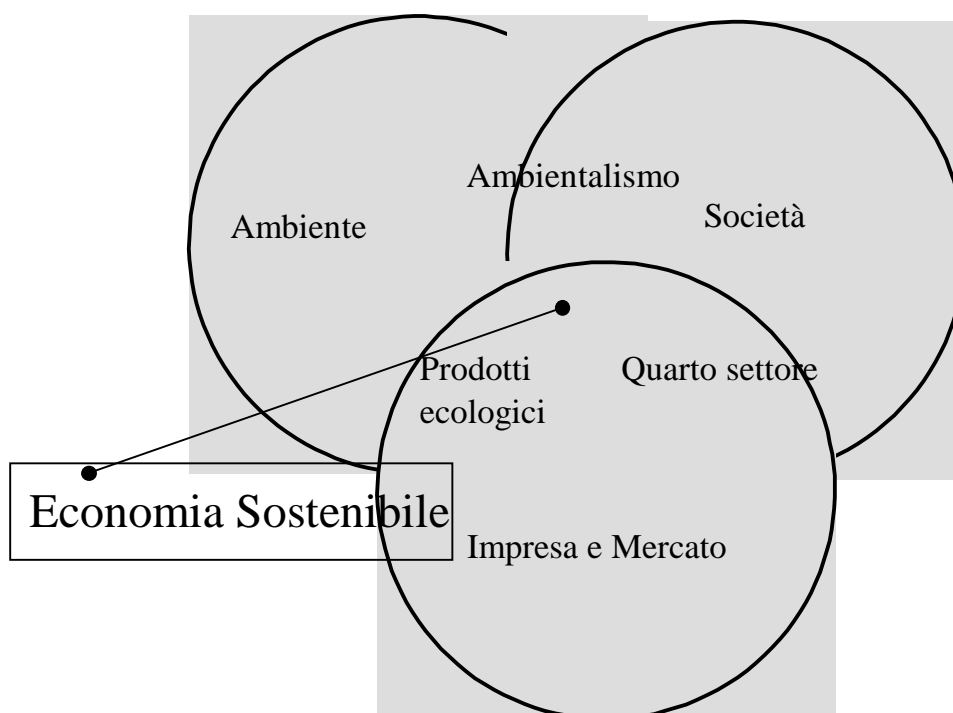 Ambientalismo
Società
Ambiente
Prodotti
ecologici
Quarto settore
Economia Sostenibile
Impresa e Mercato